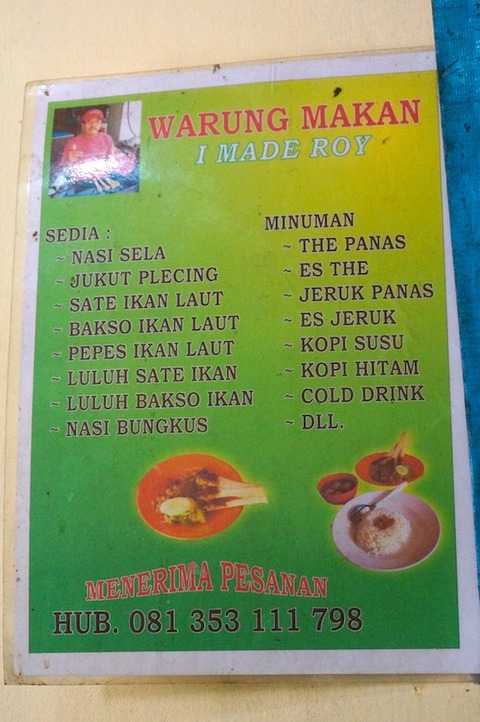 WARUNG MAKAN
I MADE ROY
SEDIA :
~ NASI SELA
~ JUKUT PLECING
~ SATE IKAN LAUT
~ BAKSO IKAN LAUT
~ PEPES IKAN LAUT
~ LULUH SATE IKAN
~ LULUH BAKSO IKAN
~ NASI BUNGKUS
MINUMAN
~ THE PANAS
~ ES THE
~ JERUK PANAS
~ ES JERUK
~ KOPI SUSU
~ KOPI HITAM
~ COLD DRINK
~ DLL.
MENERIMA PESANAN
HUB. 081 353 111 798